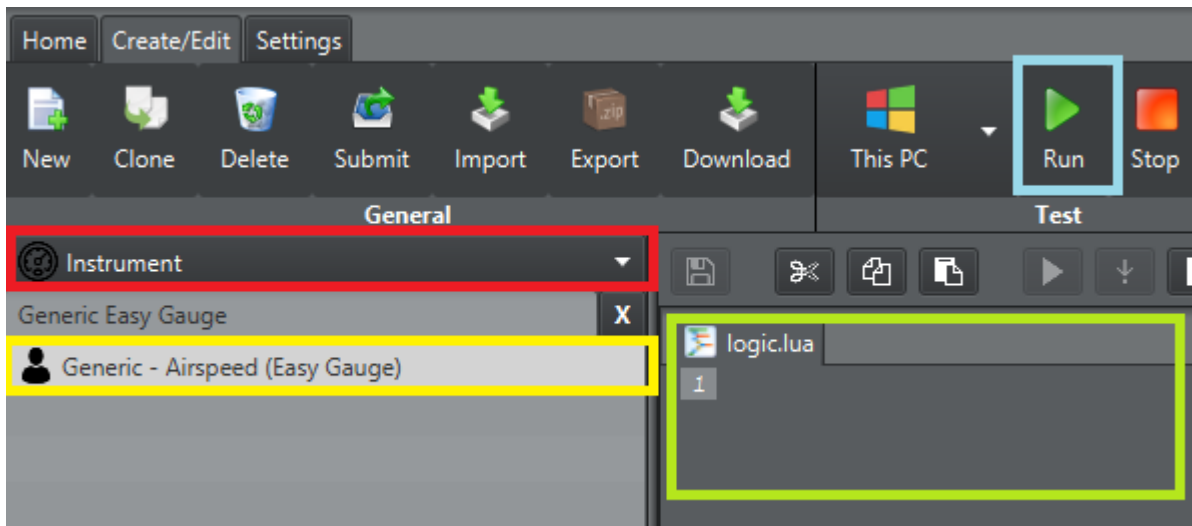 Home Create/Edit Settings
.zip
New Clone Delete Submit Import Export Download This PC Run Stop
General Test
Instrument
Generic Easy Gauge X
logic.lua
Generic - Airspeed (Easy Gauge)
1